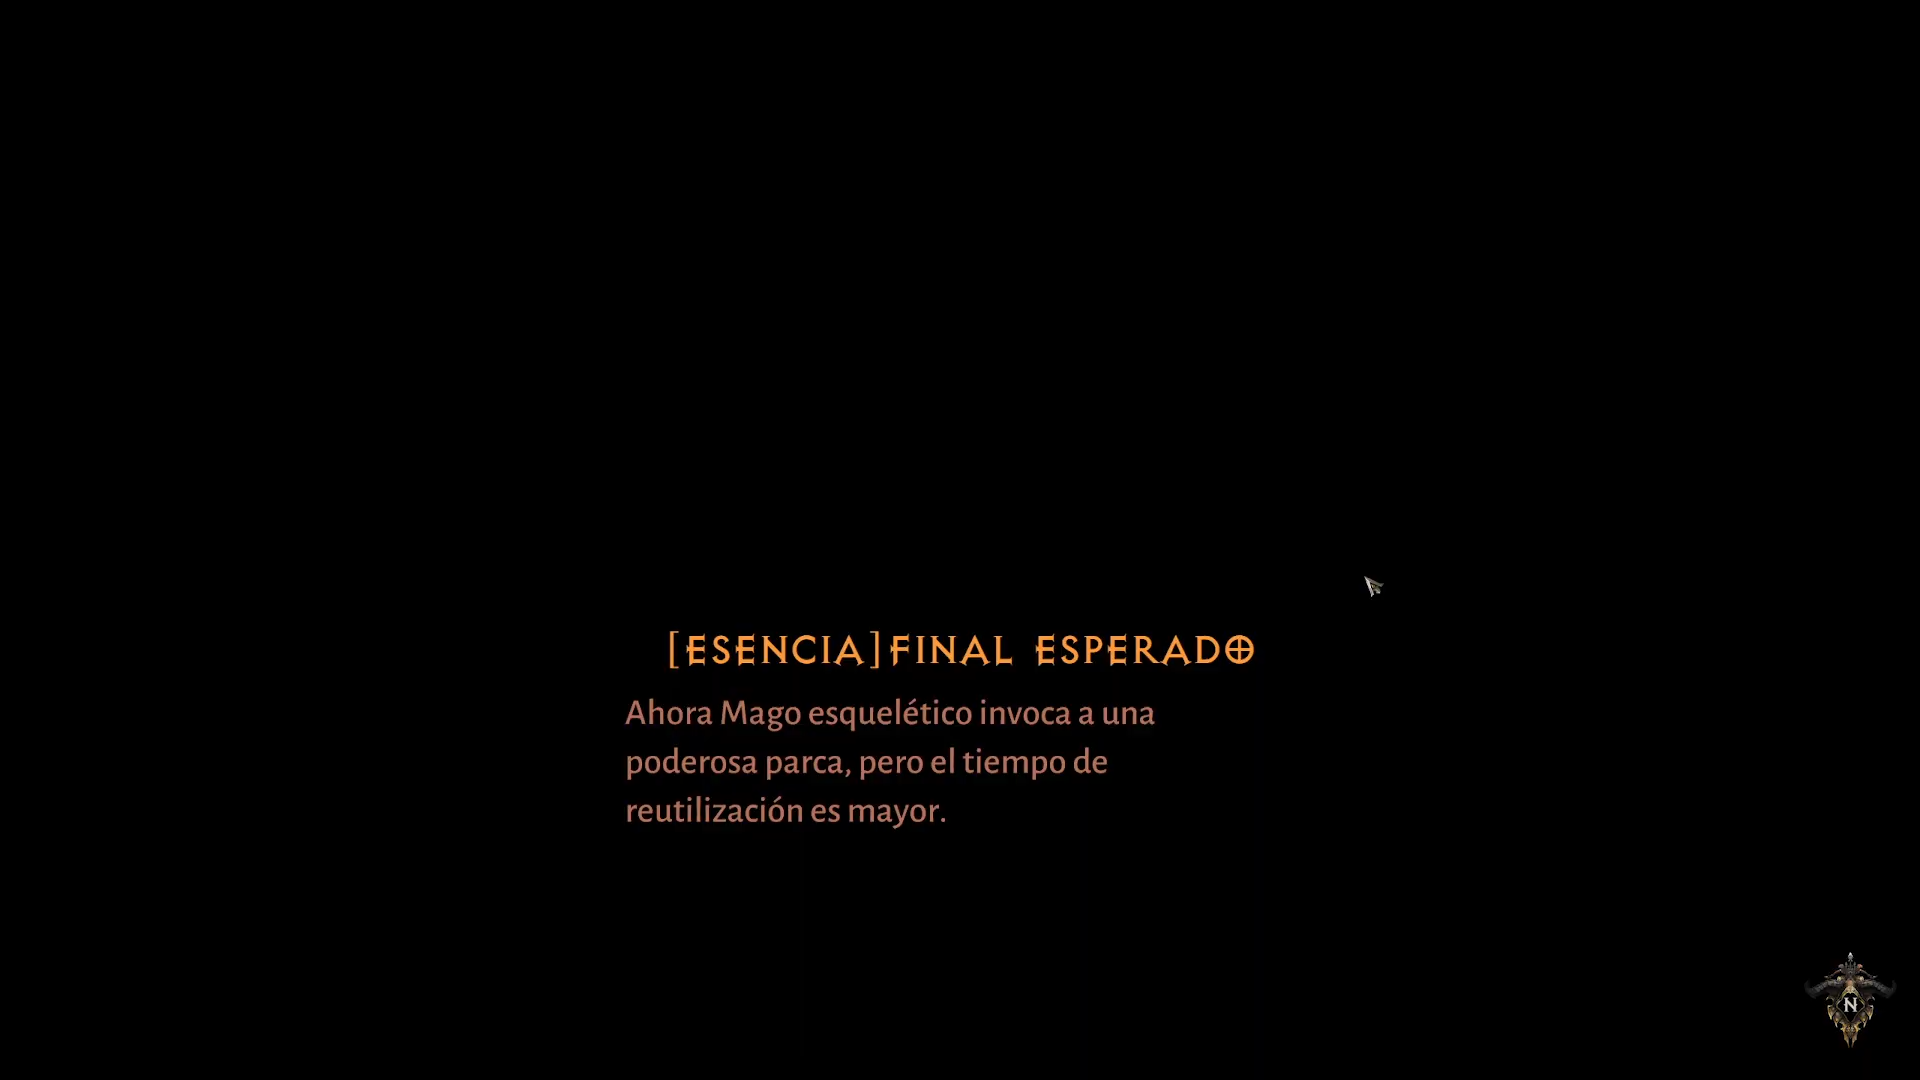 [ESENCIA]FINAL ESPERADO
Ahora Mago esquelético invoca a una
poderosa parca, pero el tiempo de
reutilización es mayor.
N